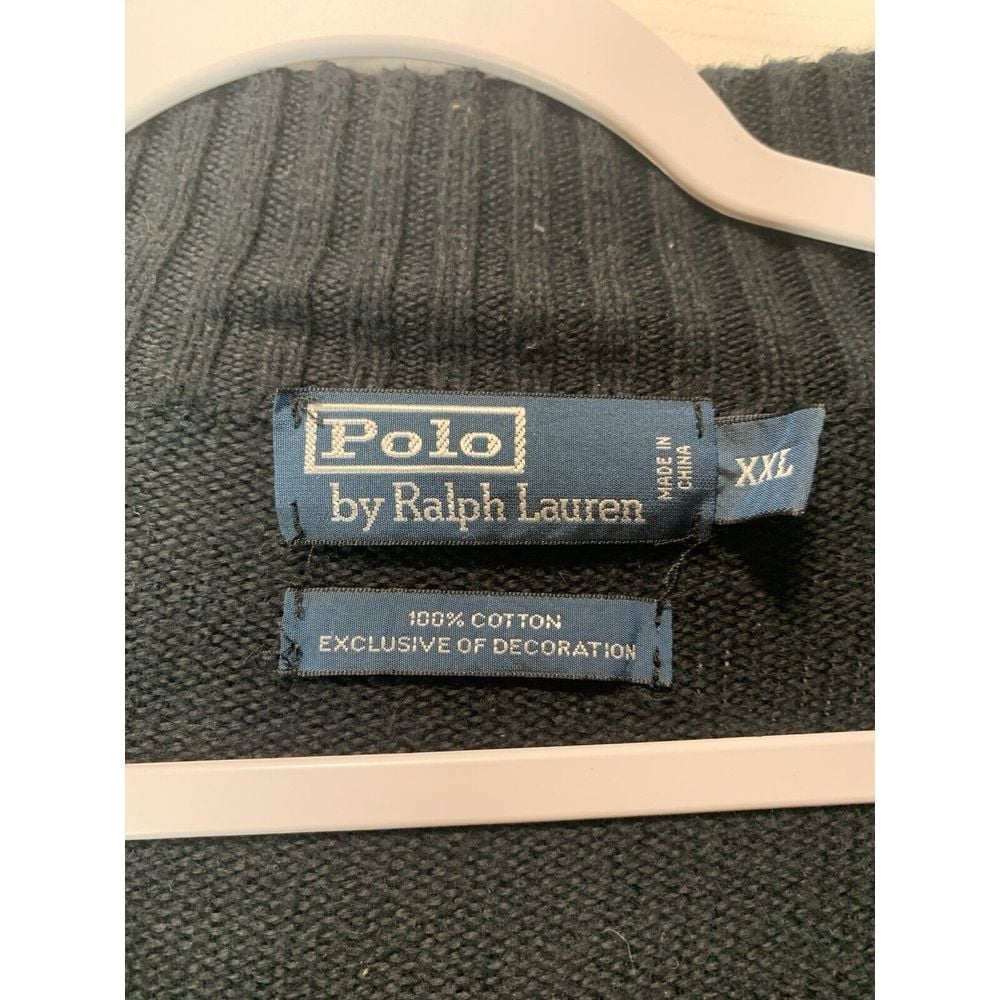 Polo
by Ralph Lauren
MADE IN
CHINA
XXL
100% COTTON
EXCLUSIVE OF DECORATION